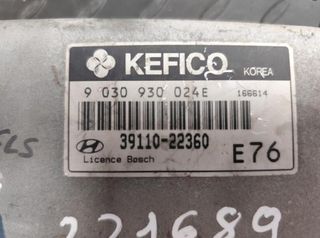 KEFICO KOREA
9 030 930 024E 166614
39110-22360
Licence Bosch E76
221689